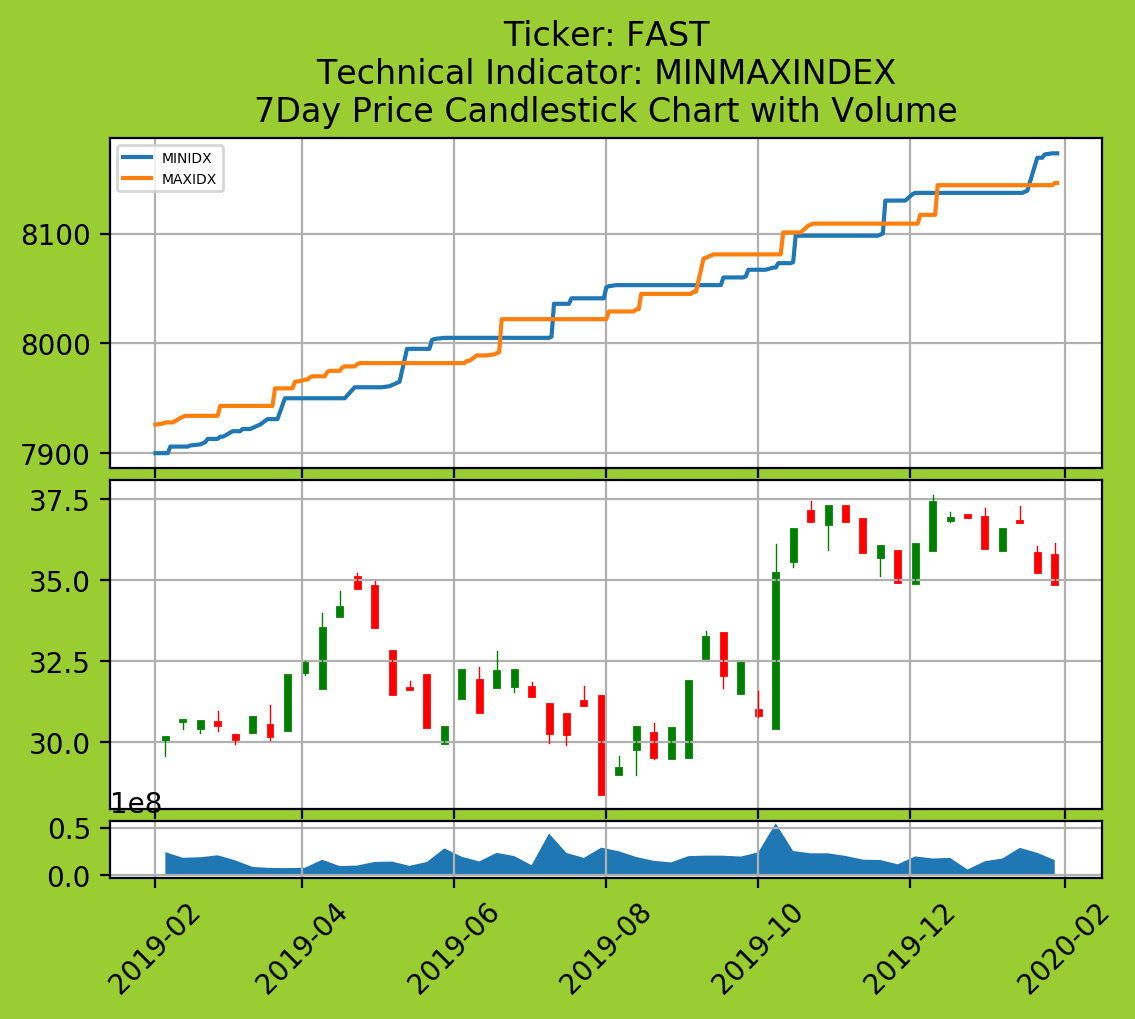 Ticker: FAST
Technical Indicator: MINMAXINDEX
7Day Price Candlestick Chart with Volume
MINIDX
MAXIDX
8100
8000
7900
37.5
35.0
32.5
30.0
1e8
0.5
0.0
2019-02
2019-04
2019-06
2019-08
2019-10
2019-12
2020-02